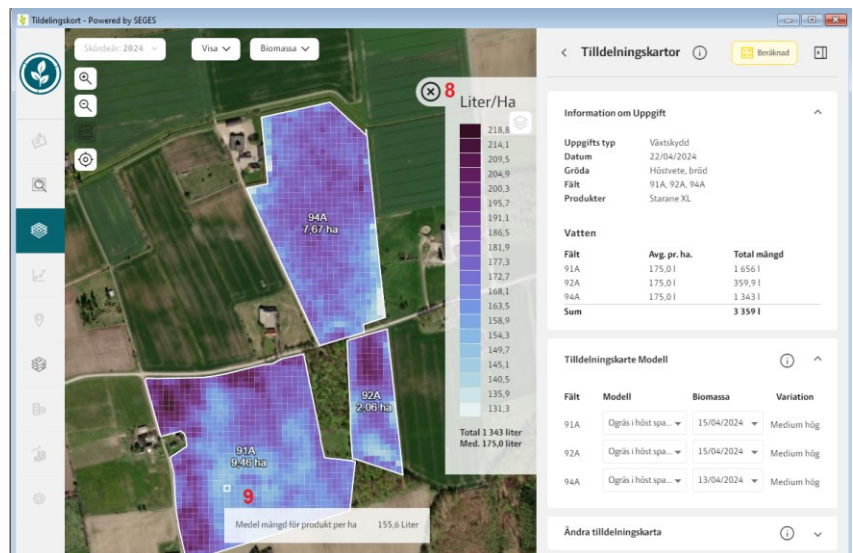 Tildelingskort - Powered by SEGES
Skördeår: 2024
Visa
Biomassa
Tilldelningskartor
Beräknad
8
Liter/Ha
218,8
214,1
209,5
204,9
200,3
195,7
191,1
186,5
181,9
177,3
172,7
168,1
163,5
158,9
154,3
149,7
145,1
140,5
135,9
131,3
Total 1 343 liter
Med. 175,0 liter
94A
7,67 ha
92A
2,06 ha
91A
9,46 ha
9
Medel mängd för produkt per ha 155,6 Liter
Information om Uppgift
Uppgifts typ Växtskydd
Datum 22/04/2024
Gröda Höstvete, bröd
Fält 91A, 92A, 94A
Produkter Starane XL
Vatten
Fält Avg. pr. ha. Total mängd
91A 175,0 l 1 656 l
92A 175,0 l 359,9 l
94A 175,0 l 1 343 l
Sum 3 359 l
Tilldelningskarte Modell
Fält Modell Biomassa Variation
91A Ogräs i höst spa... 15/04/2024 Medium hög
92A Ogräs i höst spa... 15/04/2024 Medium hög
94A Ogräs i höst spa... 13/04/2024 Medium hög
Ändra tilldelningskarta